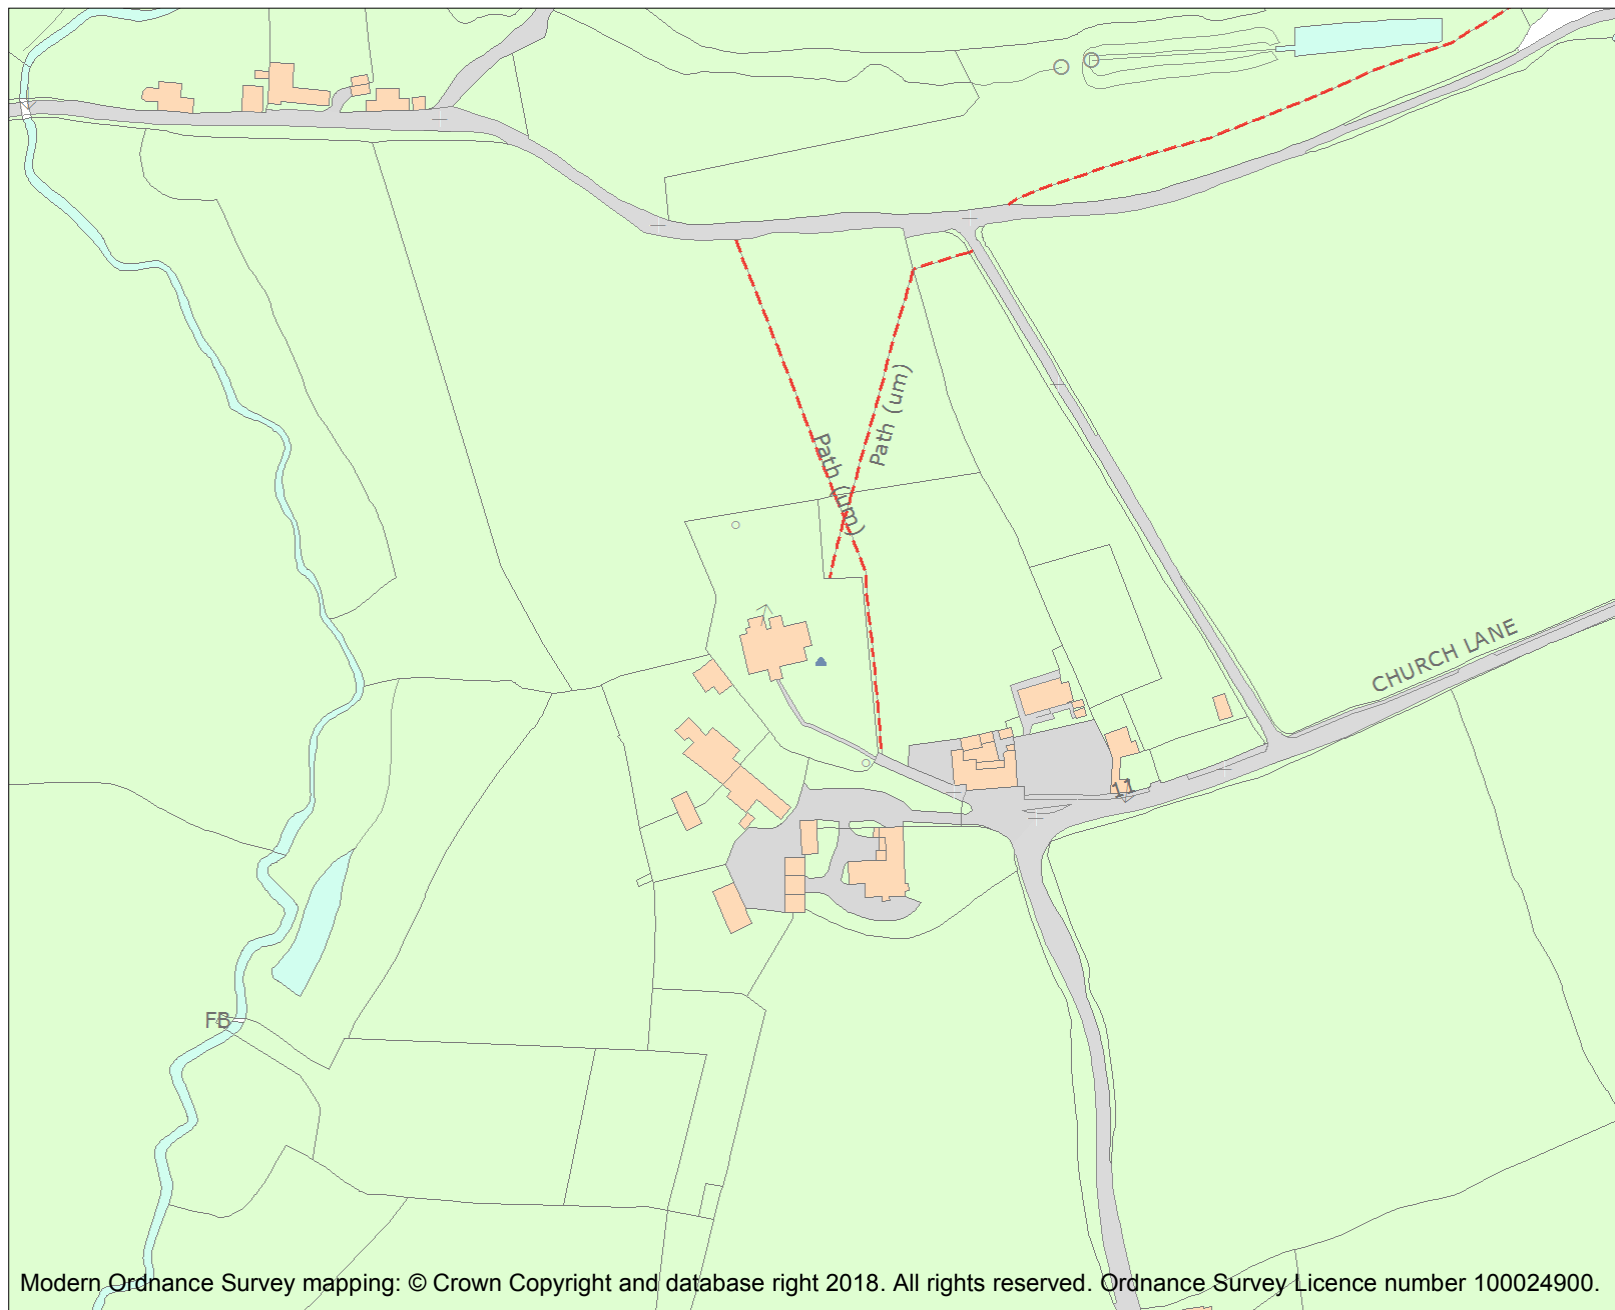 Path (um)
Path (um)
CHURCH LANE
11
FB
Modern Ordnance Survey mapping: © Crown Copyright and database right 2018. All rights reserved. Ordnance Survey Licence number 100024900.